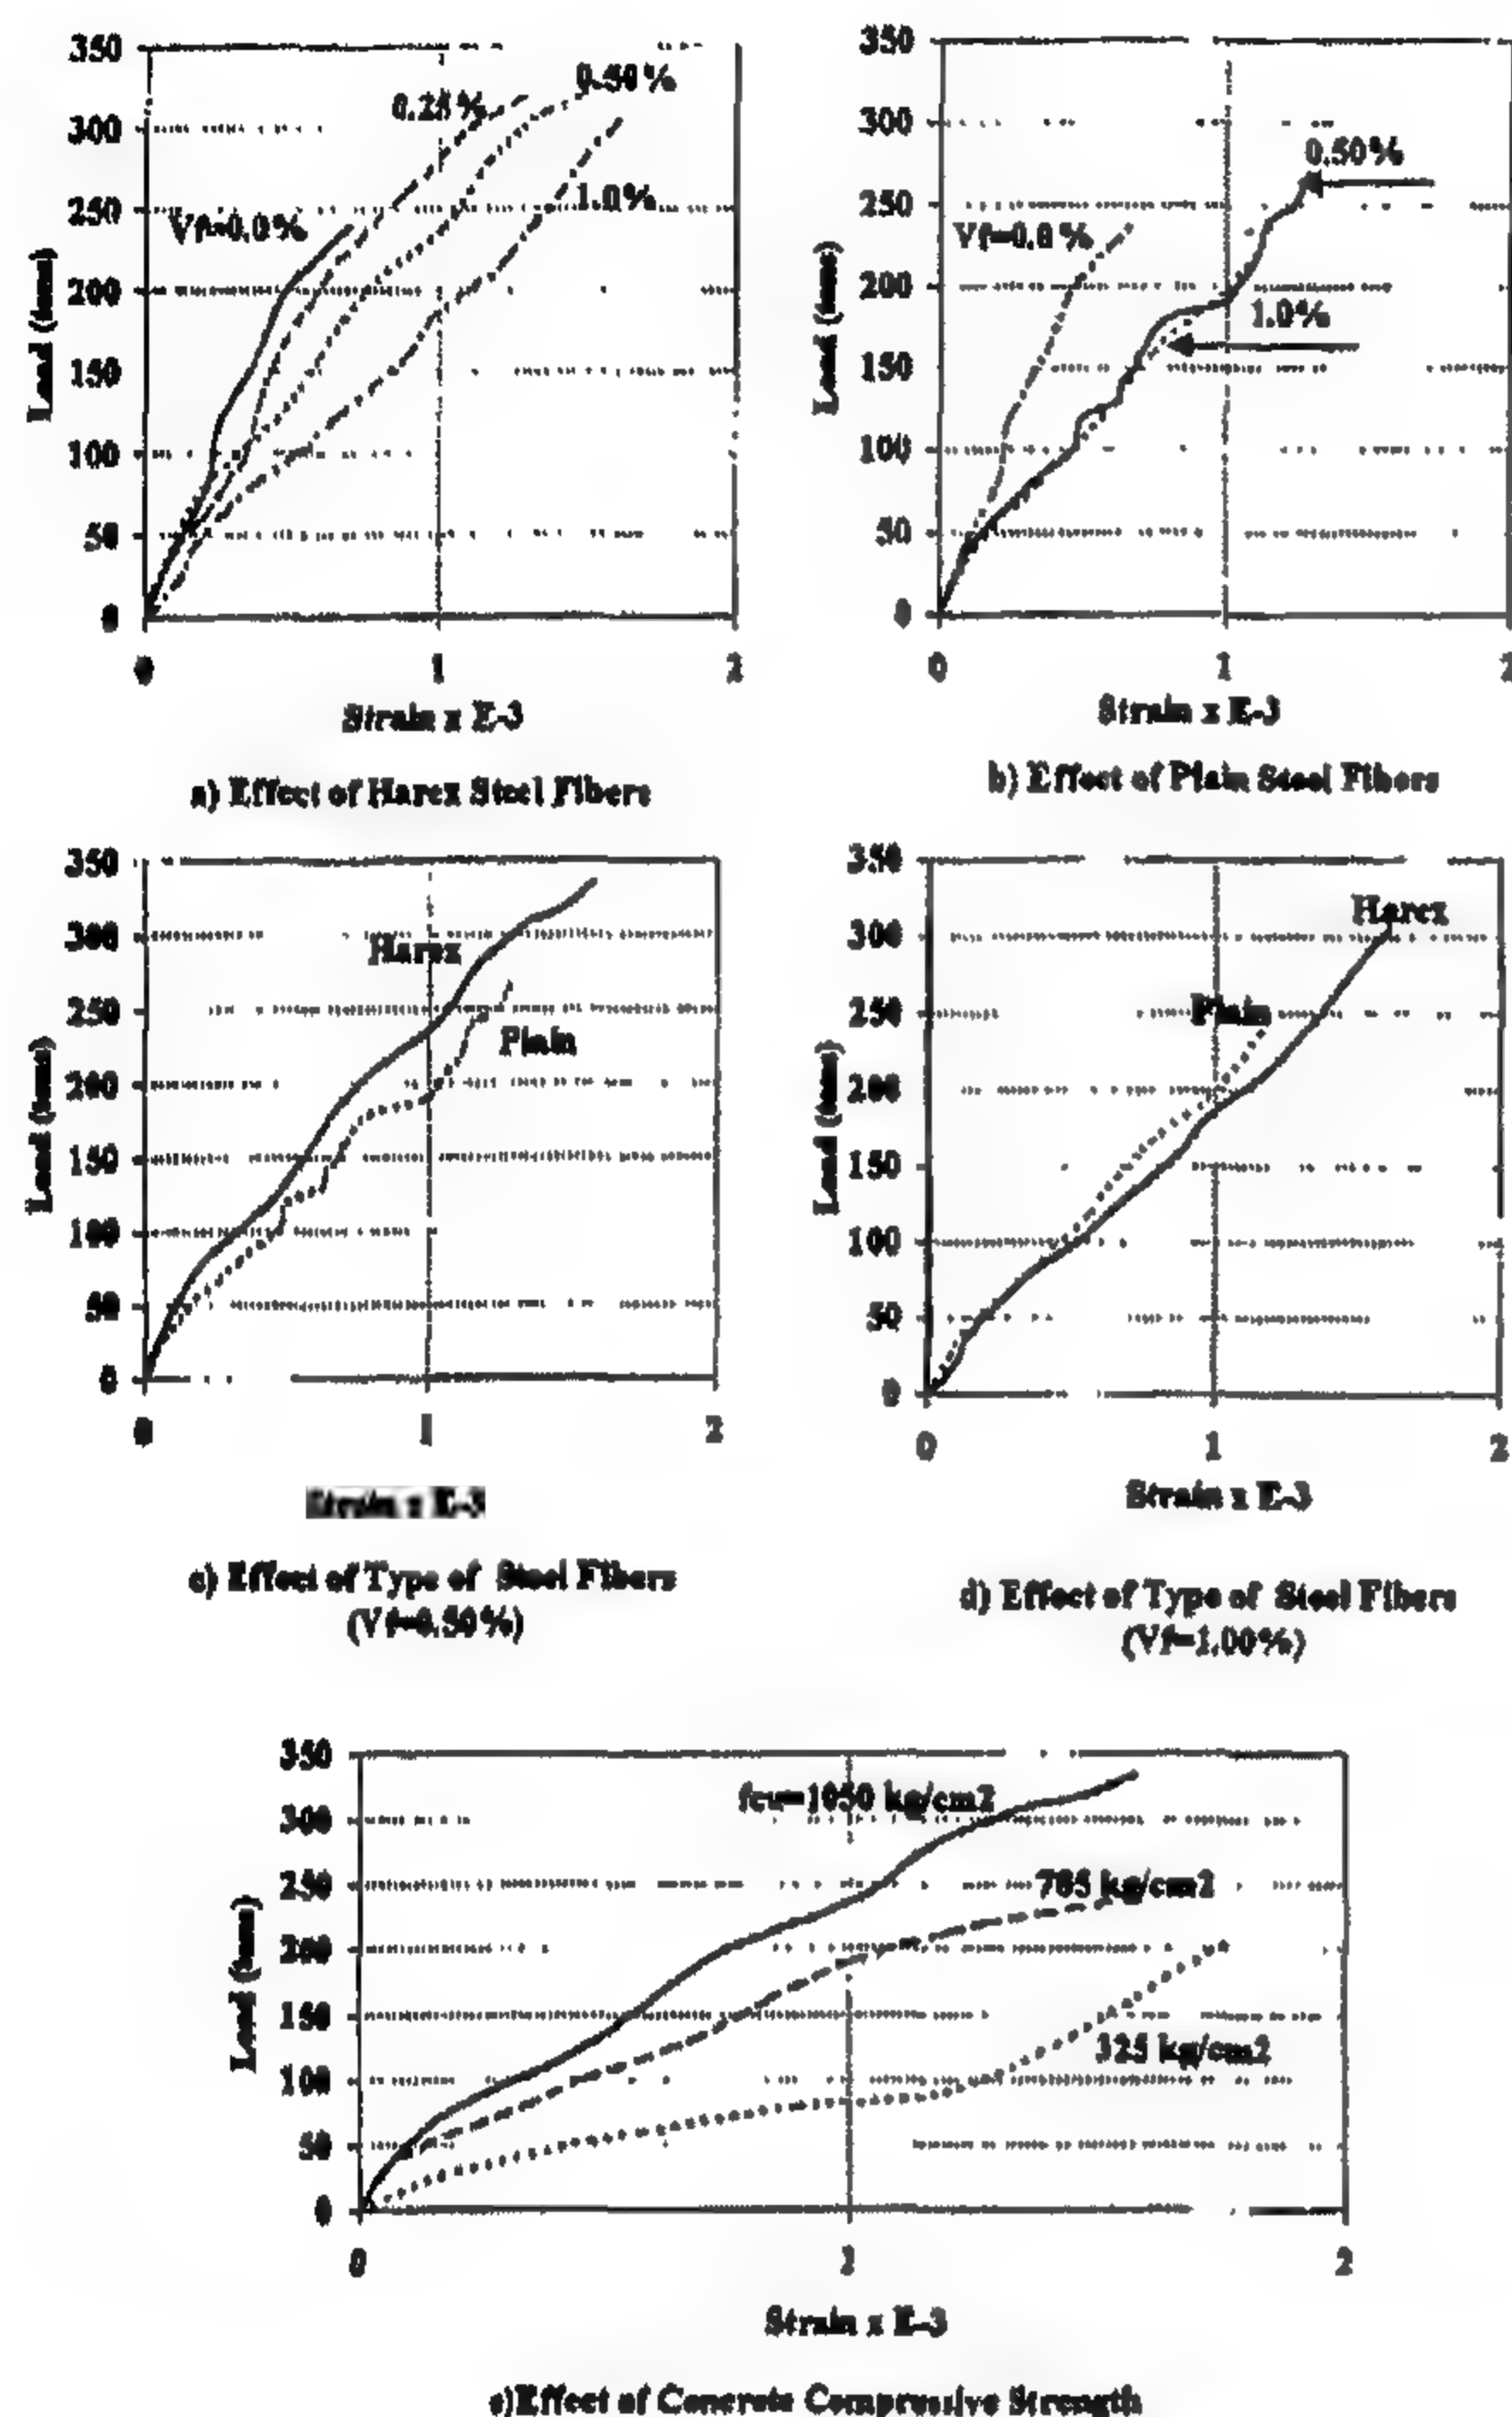 350
300
250
200
150
100
50
0
Load (tons)
0.25%
0.50%
1.0%
Vf=0.0%
0 1 2
Strain x E-3
a) Effect of Harex Steel Fibers
350
300
250
200
150
100
50
0
Load (tons)
0.50%
Vf=0.0%
1.0%
0 1 2
Strain x E-3
b) Effect of Plain Steel Fibers
350
300
250
200
150
100
50
0
Load (tons)
Harex
Plain
0 1 2
Strain x E-3
c) Effect of Type of Steel Fibers
(Vf=0.50%)
350
300
250
200
150
100
50
0
Load (tons)
Harex
Plain
0 1 2
Strain x E-3
d) Effect of Type of Steel Fibers
(Vf=1.00%)
350
300
250
200
150
100
50
0
Load (tons)
fcu=1050 kg/cm2
785 kg/cm2
325 kg/cm2
0 1 2
Strain x E-3
e)Effect of Concrete Compressive Strength